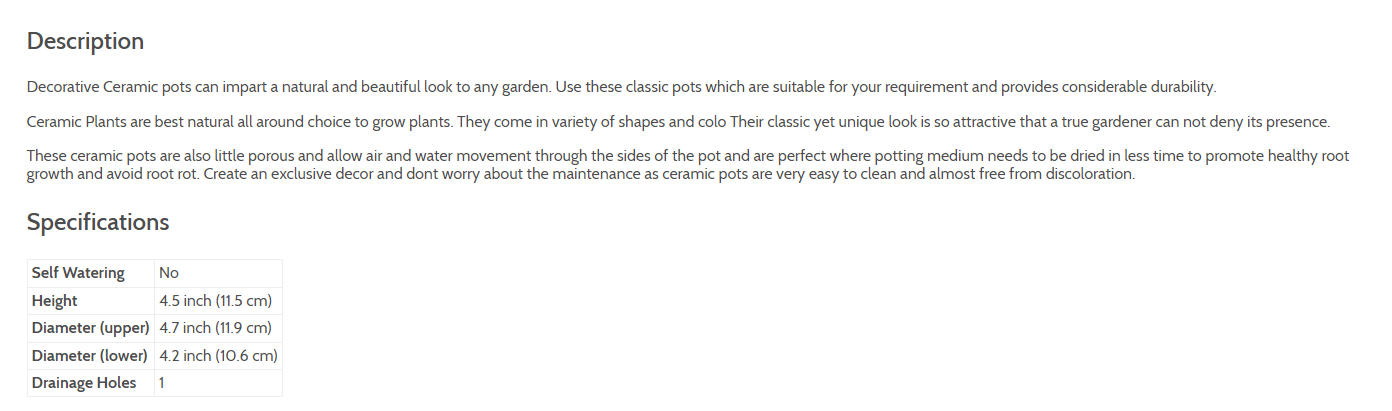 Description
Decorative Ceramic pots can impart a natural and beautiful look to any garden. Use these classic pots which are suitable for your requirement and provides considerable durability.
Ceramic Plants are best natural all around choice to grow plants. They come in variety of shapes and colo Their classic yet unique look is so attractive that a true gardener can not deny its presence.
These ceramic pots are also little porous and allow air and water movement through the sides of the pot and are perfect where potting medium needs to be dried in less time to promote healthy root
growth and avoid root rot. Create an exclusive decor and dont worry about the maintenance as ceramic pots are very easy to clean and almost free from discoloration.
Specifications
Self Watering No
Height 4.5 inch (11.5 cm)
Diameter (upper) 4.7 inch (11.9 cm)
Diameter (lower) 4.2 inch (10.6 cm)
Drainage Holes 1